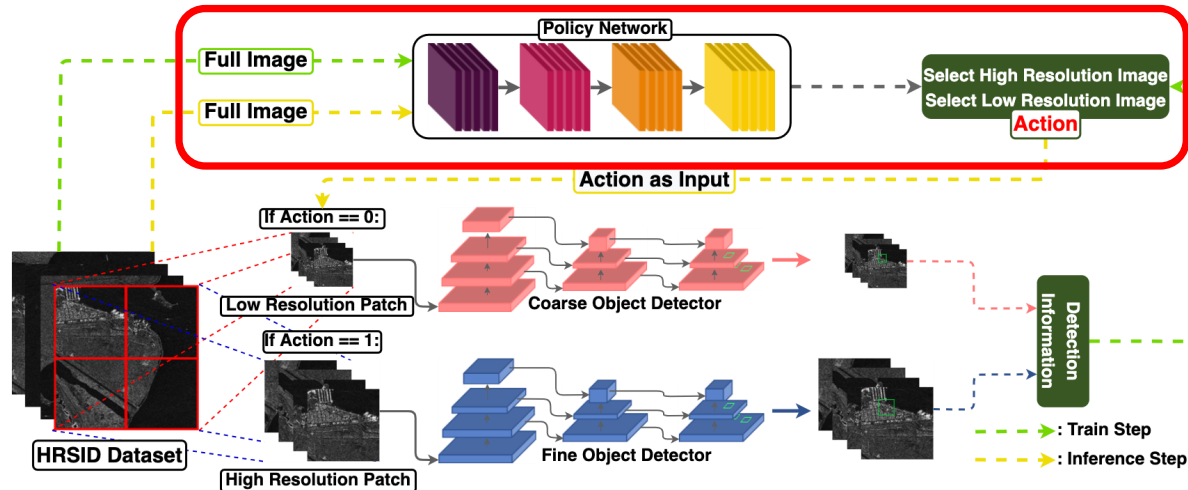 Policy Network
Full Image
Full Image
Select High Resolution Image
Select Low Resolution Image
Action
Action as Input
If Action == 0:
Low Resolution Patch
Coarse Object Detector
If Action == 1:
Detection
Information
HRSID Dataset
High Resolution Patch
Fine Object Detector
: Train Step
: Inference Step